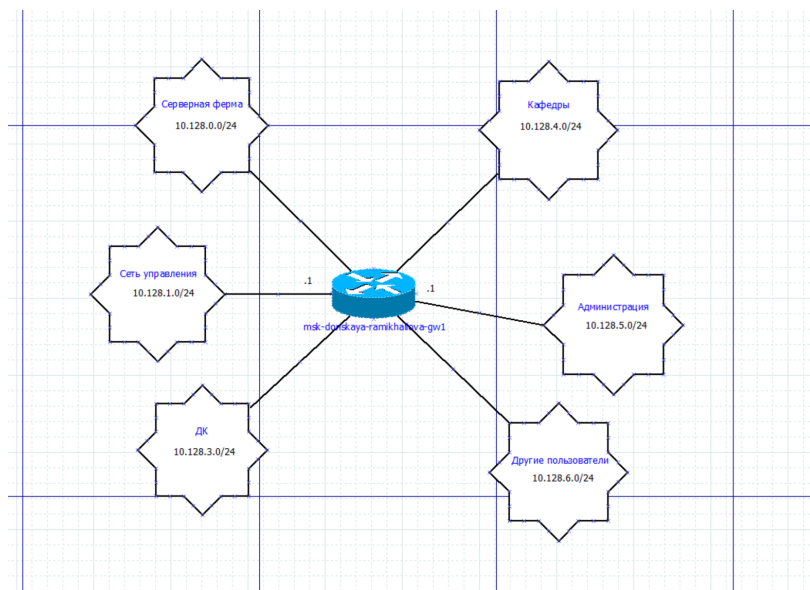 Серверная ферма
10.128.0.0/24
Кафедры
10.128.4.0/24
Сеть управления
10.128.1.0/24
.1
.1
Администрация
10.128.5.0/24
msk-donskaya-ramikhailova-gw1
ДК
10.128.3.0/24
Другие пользователи
10.128.6.0/24